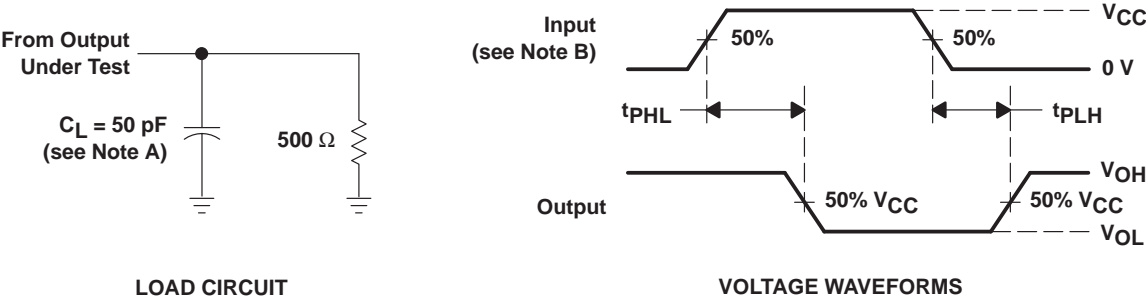 From Output
Under Test
CL = 50 pF
(see Note A)
500 Ω
LOAD CIRCUIT
Input
(see Note B)
50%
50%
VCC
0 V
tPHL
tPLH
Output
50% VCC
50% VCC
VOH
VOL
VOLTAGE WAVEFORMS